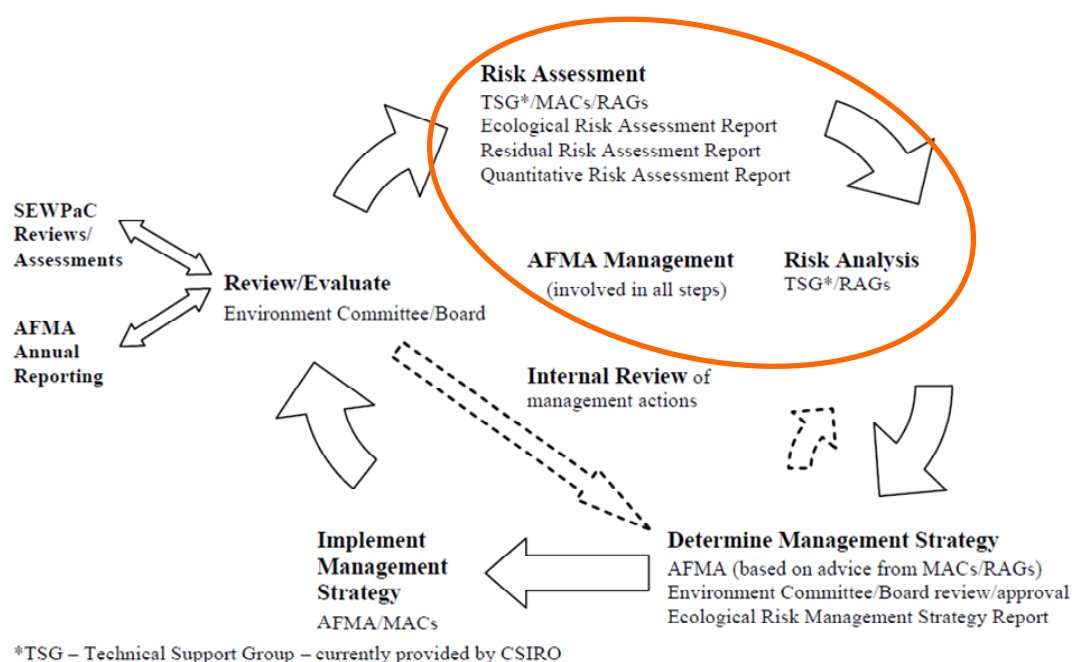 Risk Assessment
TSG*/MACs/RAGs
Ecological Risk Assessment Report
Residual Risk Assessment Report
Quantitative Risk Assessment Report
SEWPaC
Reviews/
Assessments
AFMA Management
(involved in all steps)
Risk Analysis
TSG*/RAGs
Review/Evaluate
Environment Committee/Board
AFMA
Annual
Reporting
Internal Review of
management actions
Implement
Management
Strategy
AFMA/MACs
Determine Management Strategy
AFMA (based on advice from MACs/RAGs)
Environment Committee/Board review/approval
Ecological Risk Management Strategy Report
*TSG – Technical Support Group – currently provided by CSIRO